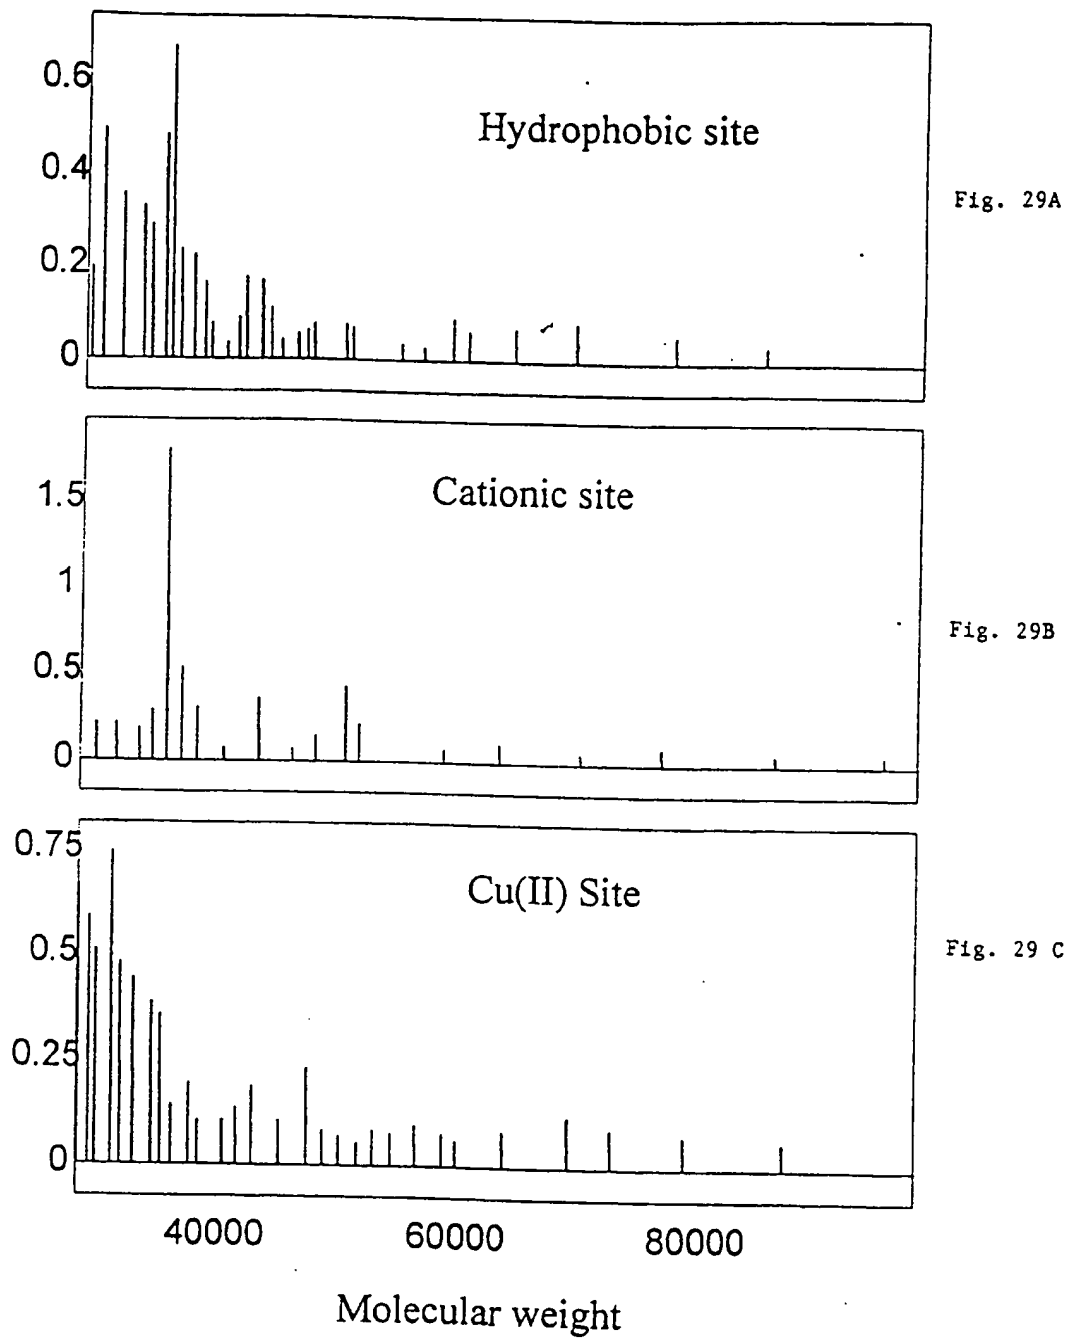 0.6
Hydrophobic site
0.4
Fig. 29A
0.2
0
1.5
Cationic site
1
Fig. 29B
0.5
0
0.75
Cu(II) Site
0.5
Fig. 29 C
0.25
0
40000 60000 80000
Molecular weight